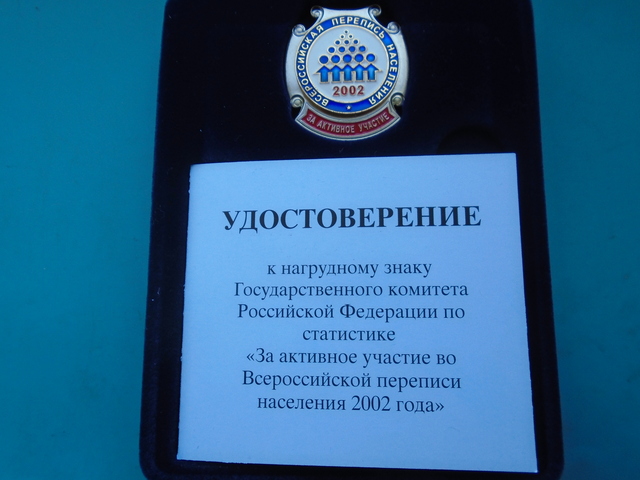 ВСЕРОССИЙСКАЯ ПЕРЕПИСЬ НАСЕЛЕНИЯ
2002
ЗА АКТИВНОЕ УЧАСТИЕ
УДОСТОВЕРЕНИЕ
к нагрудному знаку
Государственного комитета
Российской Федерации по
статистике
«За активное участие во
Всероссийской переписи
населения 2002 года»